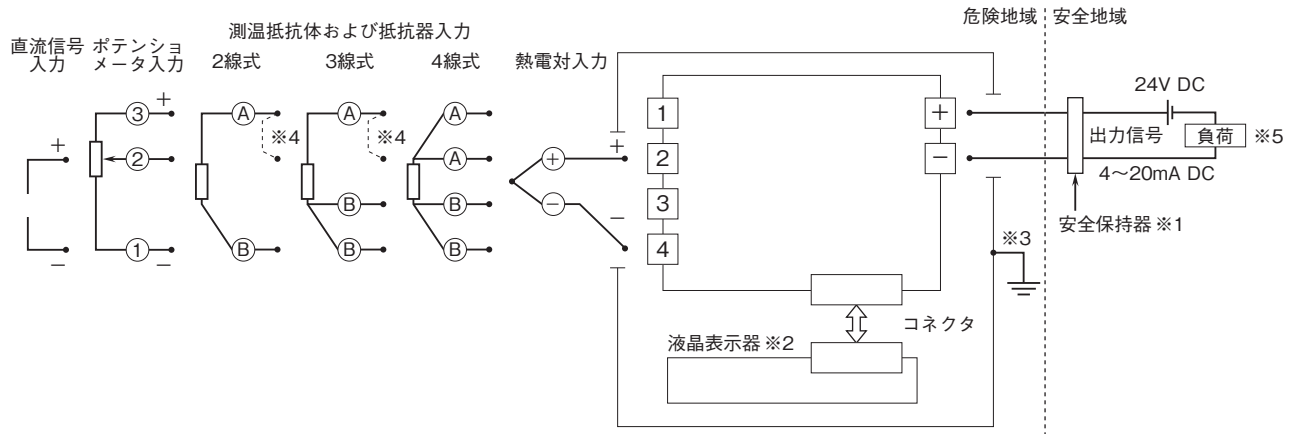 危険地域
安全地域
測温抵抗体および抵抗器入力
直流信号
入力
ポテンショ
メータ入力
2線式
3線式
4線式
熱電対入力
24V DC
+
3
+
A
※4
A
※4
A
1
+
出力信号
負荷
※5
2
A
+
+
2
−
4～20mA DC
B
B
−
−
3
安全保持器 ※1
−
1
−
B
B
B
4
※3
コネクタ
液晶表示器 ※2